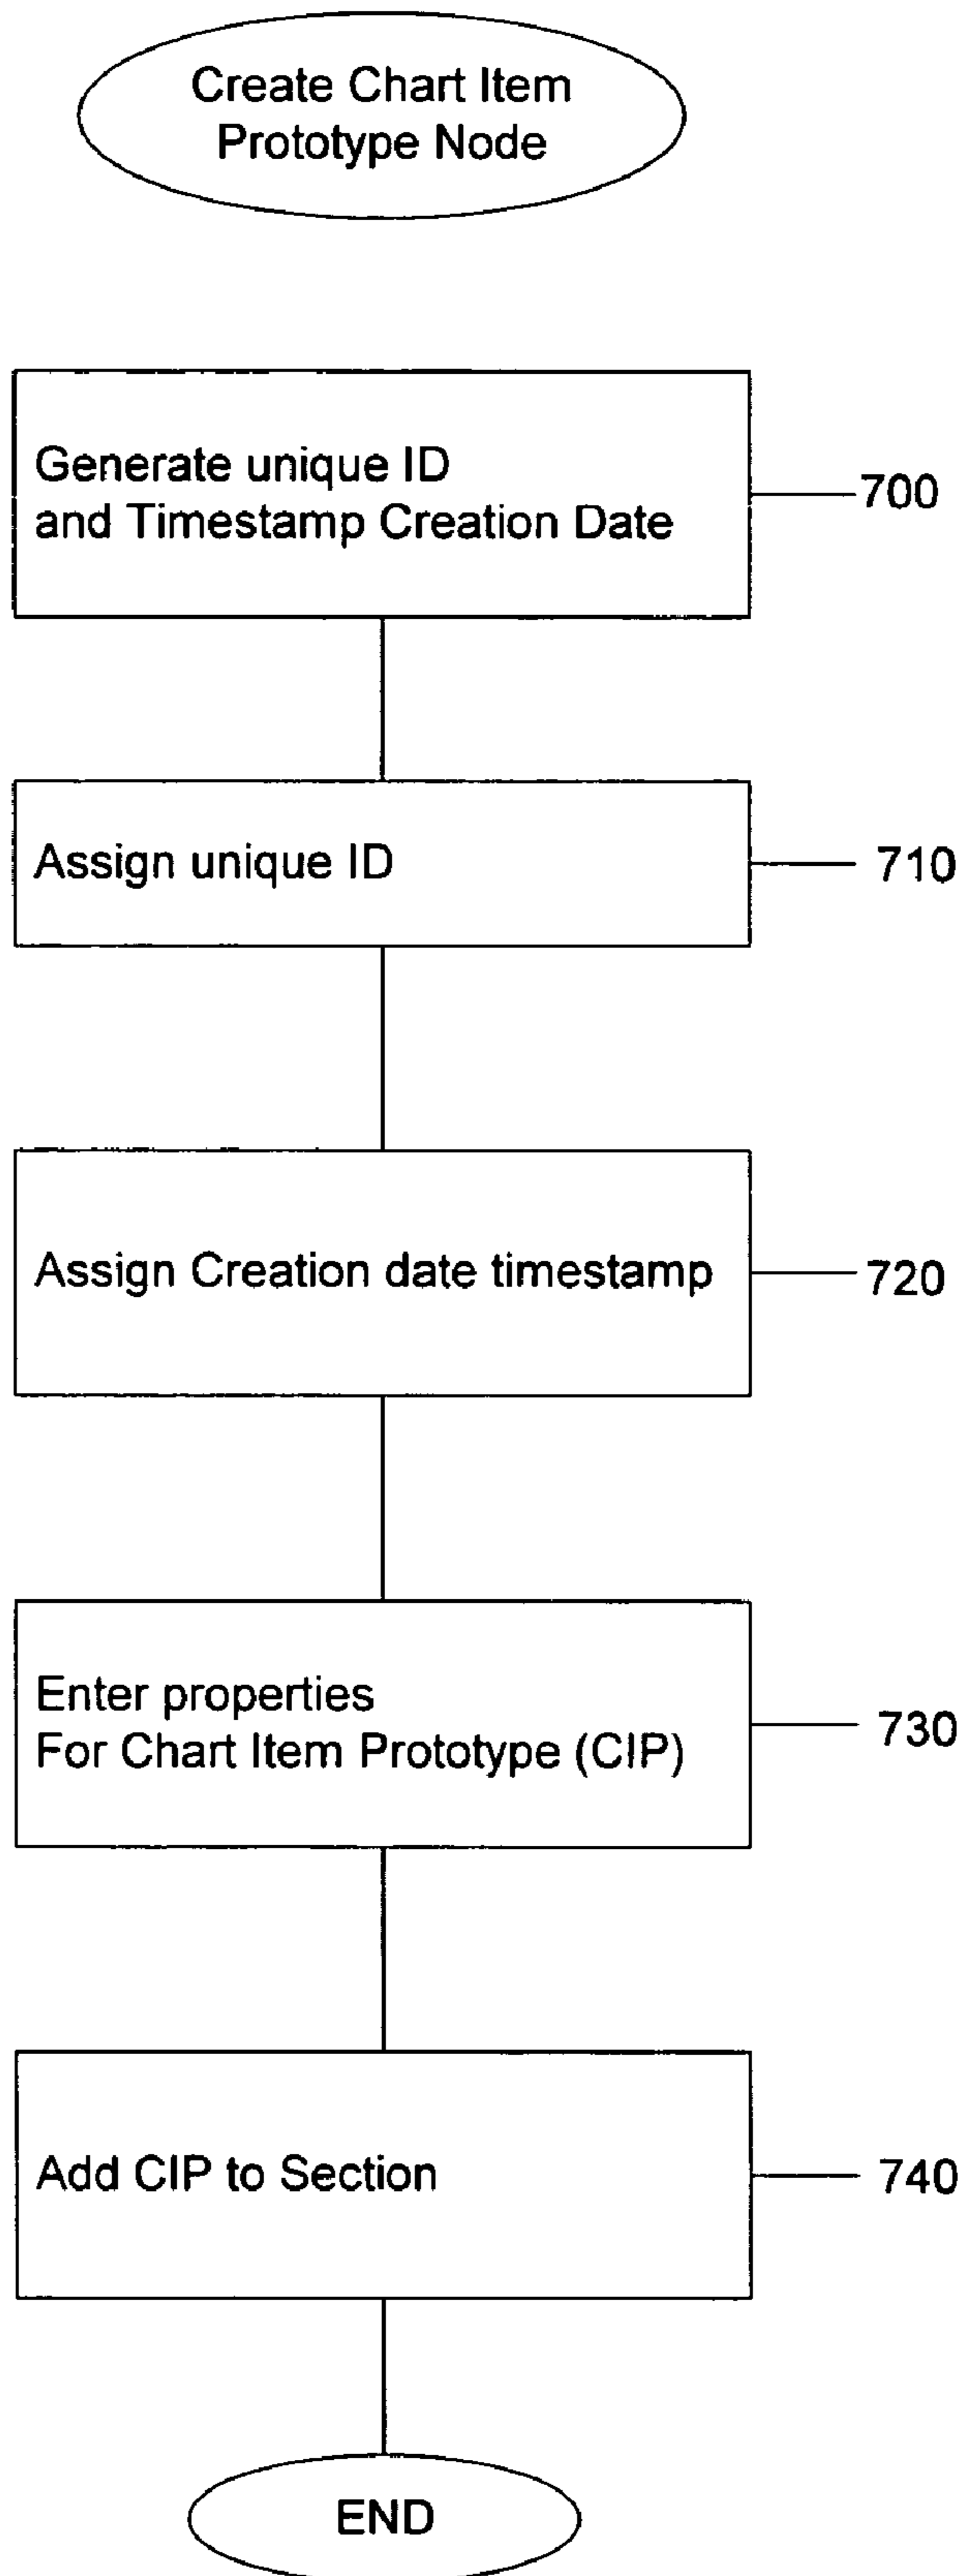 Create Chart Item
Prototype Node
Generate unique ID
and Timestamp Creation Date
700
Assign unique ID
710
Assign Creation date timestamp
720
Enter properties
For Chart Item Prototype (CIP)
730
Add CIP to Section
740
END